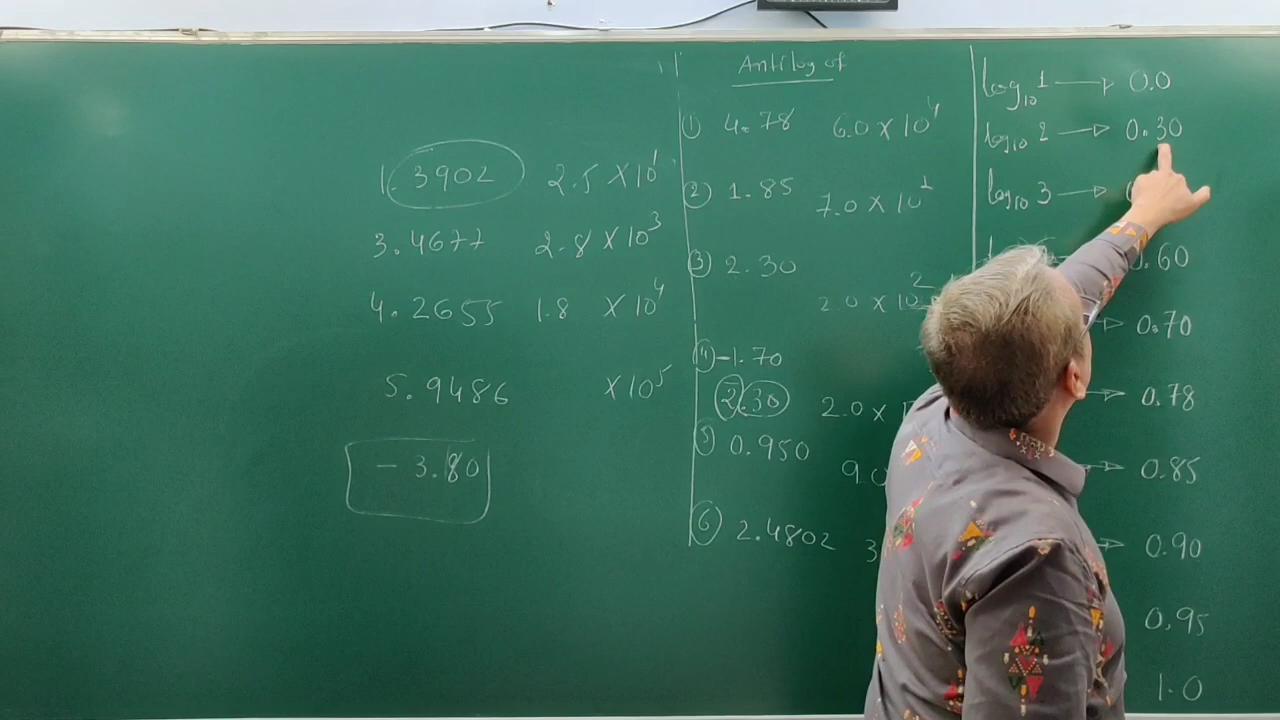 1.3902 2.5 × 10¹
3.4677 2.8 × 10³
4.2655 1.8 × 10⁴
5.9486 × 10⁵
- 3.80
Antilog of
① 4.78 6.0 × 10⁴
② 1.85 7.0 × 10¹
③ 2.30 2.0 × 10²
④ -1.70
2̅.30 2.0 ×
⑤ 0.950 9.0
⑥ 2.4802 3
log₁₀ 1 → 0.0
log₁₀ 2 → 0.30
log₁₀ 3 → 0
0.60
→ 0.70
→ 0.78
→ 0.85
→ 0.90
0.95
1.0